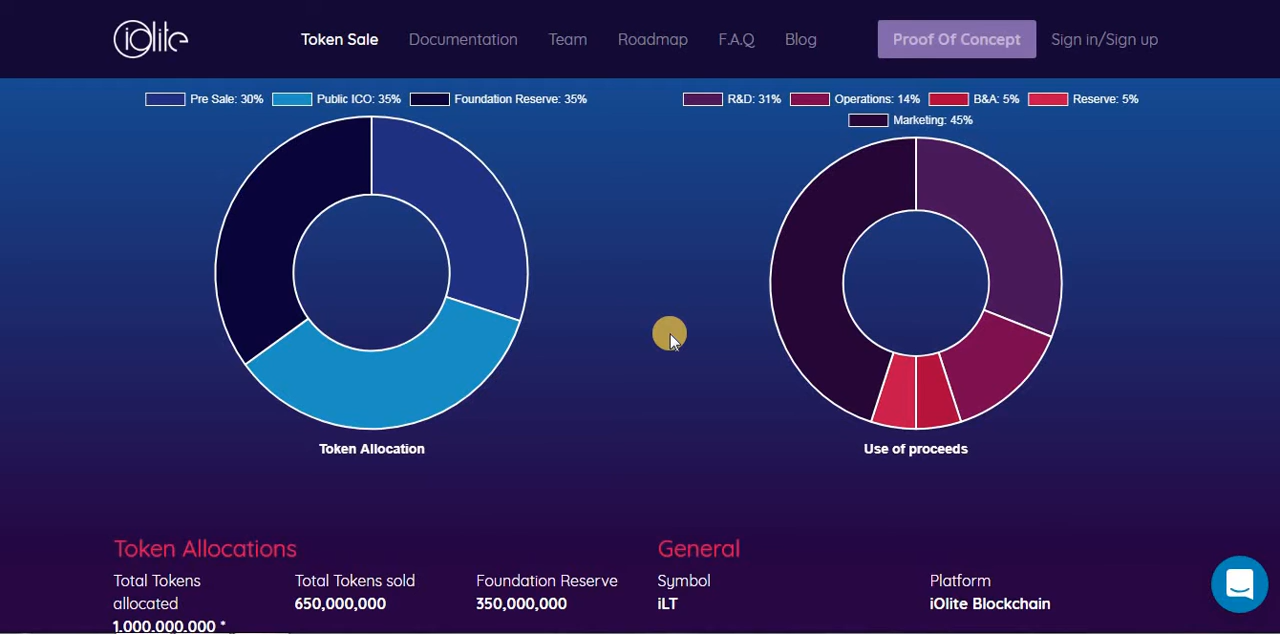 iOlite
Token Sale Documentation Team Roadmap F.A.Q Blog Proof Of Concept Sign in/Sign up
Pre Sale: 30% Public ICO: 35% Foundation Reserve: 35%
R&D: 31% Operations: 14% B&A: 5% Reserve: 5%
Marketing: 45%
Token Allocation
Use of proceeds
Token Allocations
Total Tokens allocated
1,000,000,000 *
Total Tokens sold
650,000,000
Foundation Reserve
350,000,000
General
Symbol
iLT
Platform
iOlite Blockchain